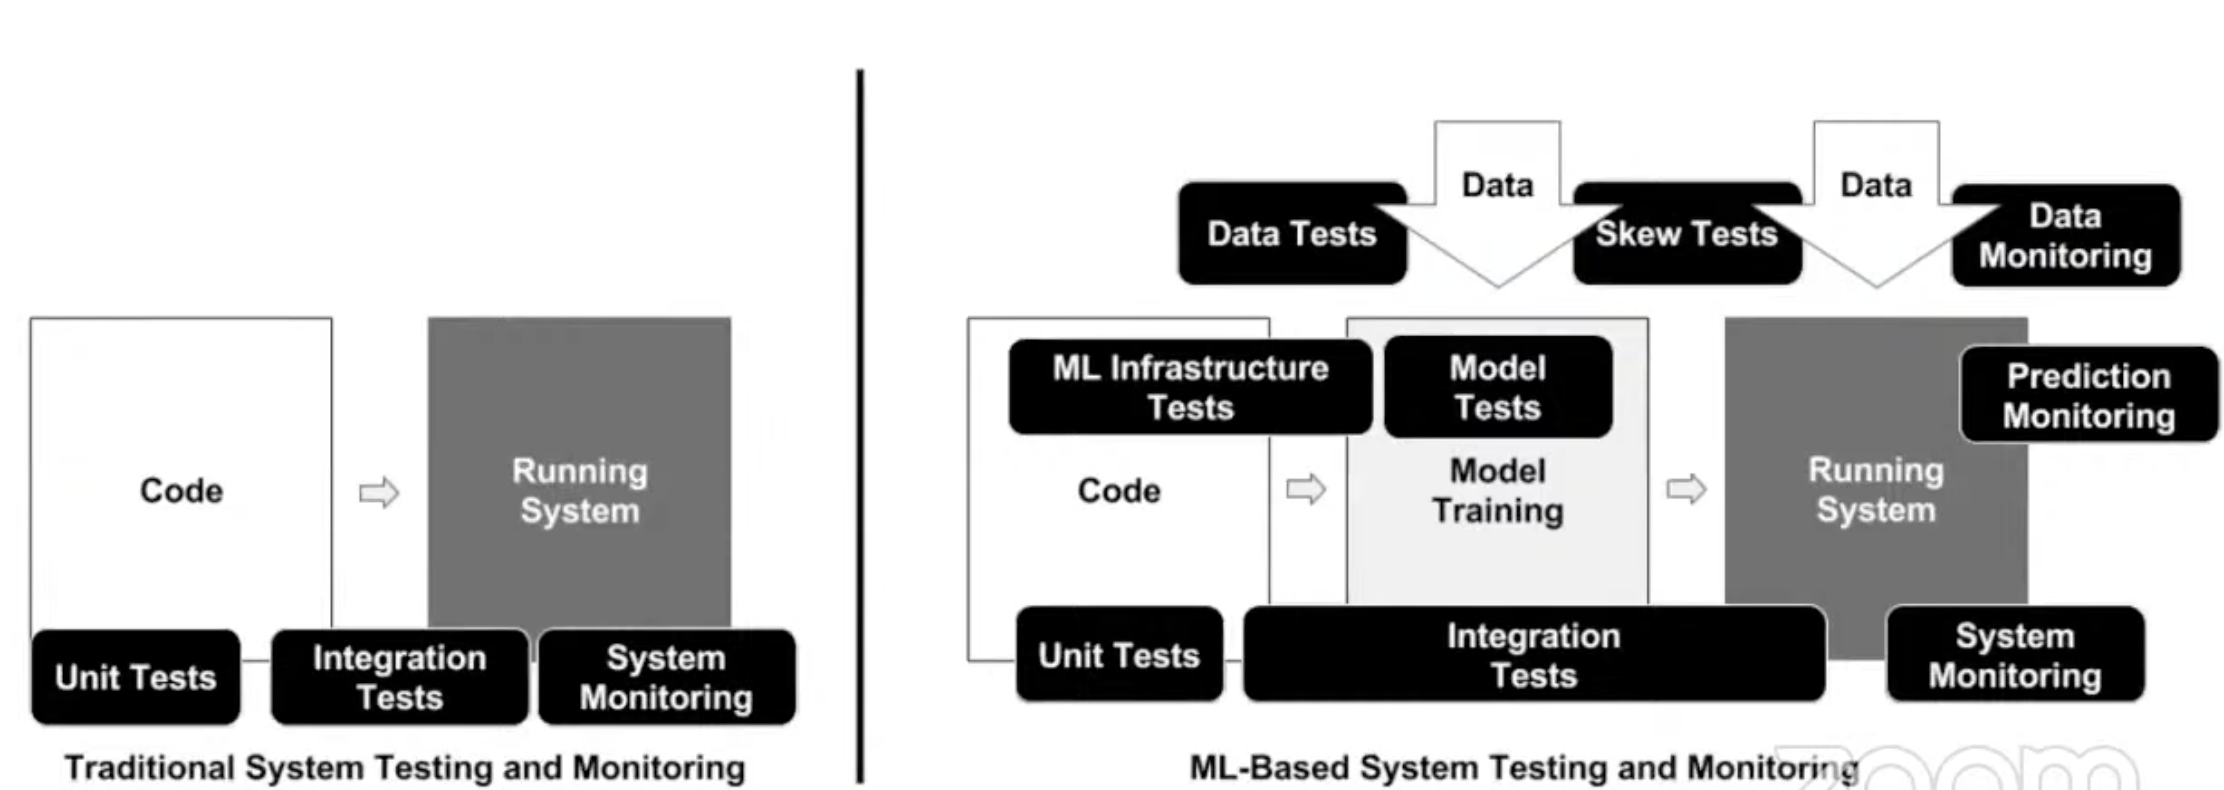 Code
Running
System
Unit Tests
Integration
Tests
System
Monitoring
Traditional System Testing and Monitoring
Data
Data
Data Tests
Skew Tests
Data
Monitoring
ML Infrastructure
Tests
Model
Tests
Prediction
Monitoring
Code
Model
Training
Running
System
Unit Tests
Integration
Tests
System
Monitoring
ML-Based System Testing and Monitoring
zoom